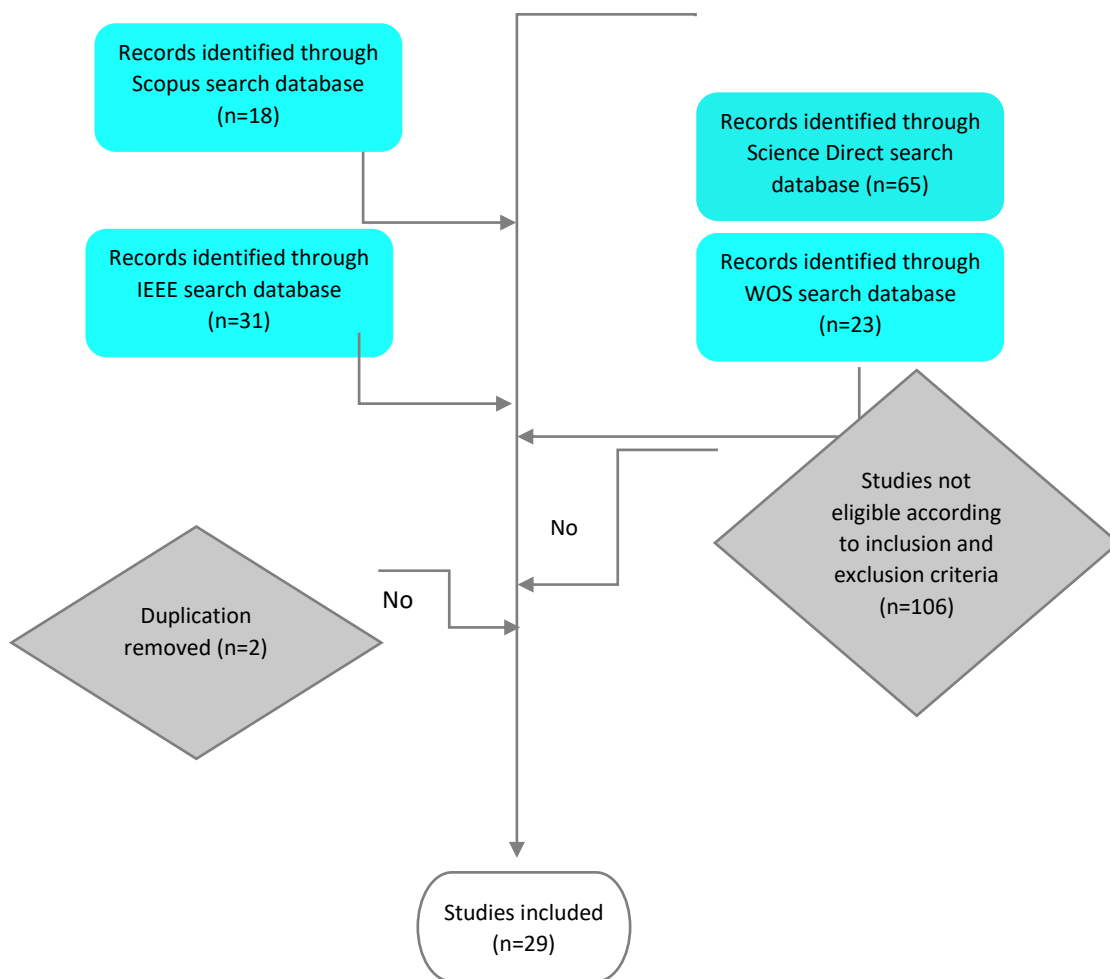 Records identified through
Scopus search database
(n=18)
Records identified through
Science Direct search
database (n=65)
Records identified through
IEEE search database
(n=31)
Records identified through
WOS search database
(n=23)
Studies not
eligible according
to inclusion and
exclusion criteria
(n=106)
No
No
Duplication
removed (n=2)
Studies included
(n=29)